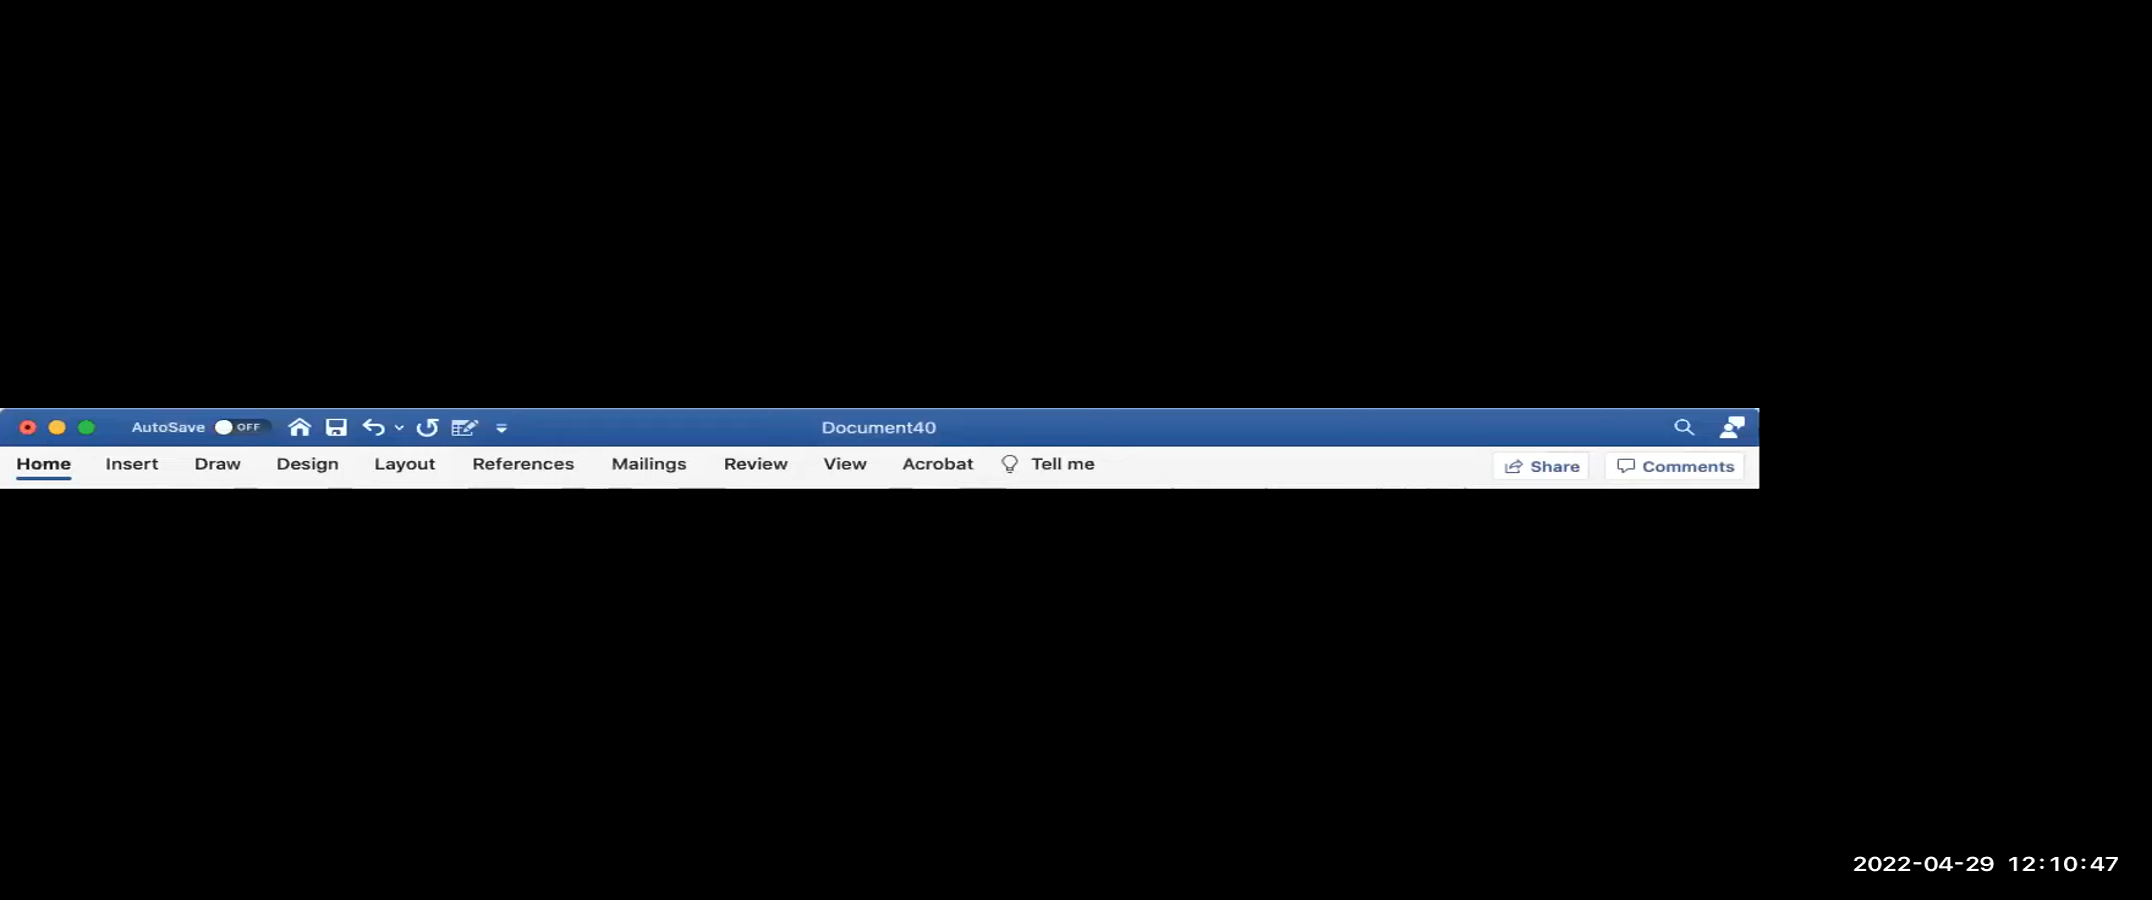 AutoSave OFF Document40
Home Insert Draw Design Layout References Mailings Review View Acrobat Tell me Share Comments
2022-04-29 12:10:47